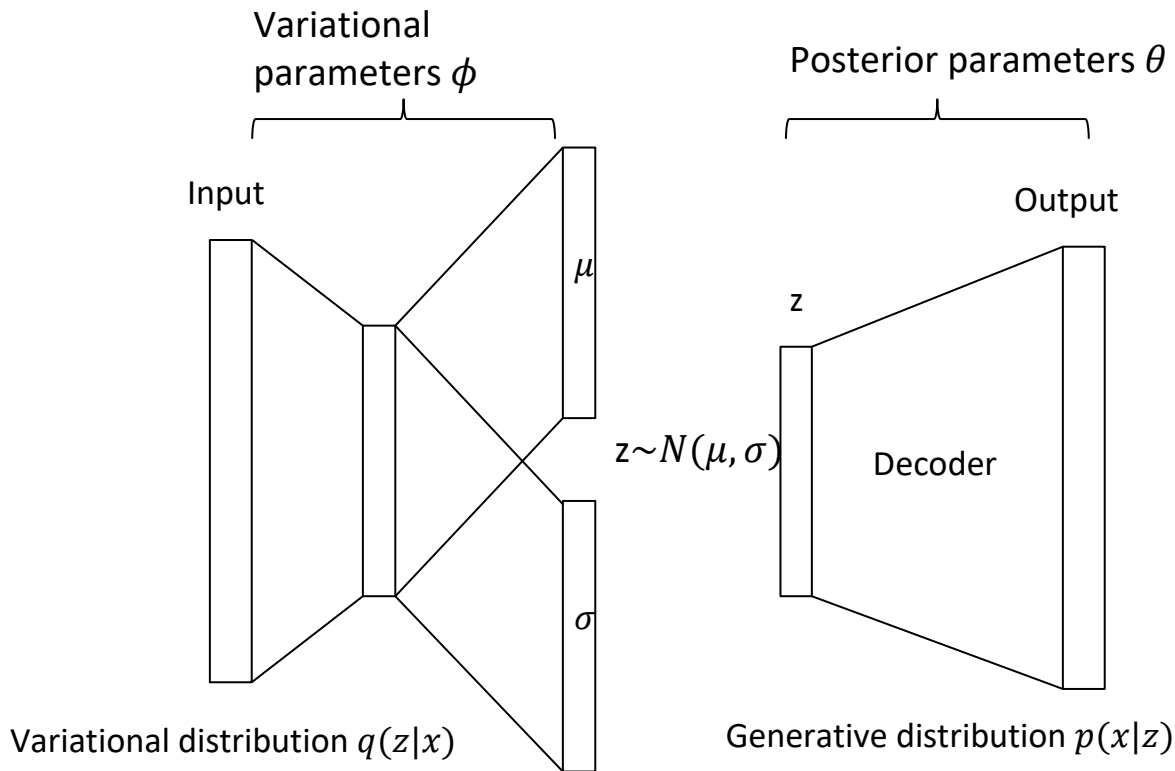 Variational
parameters ϕ
Posterior parameters θ
Input
Output
μ
z
z~N(μ, σ)
Decoder
σ
Variational distribution q(z|x)
Generative distribution p(x|z)